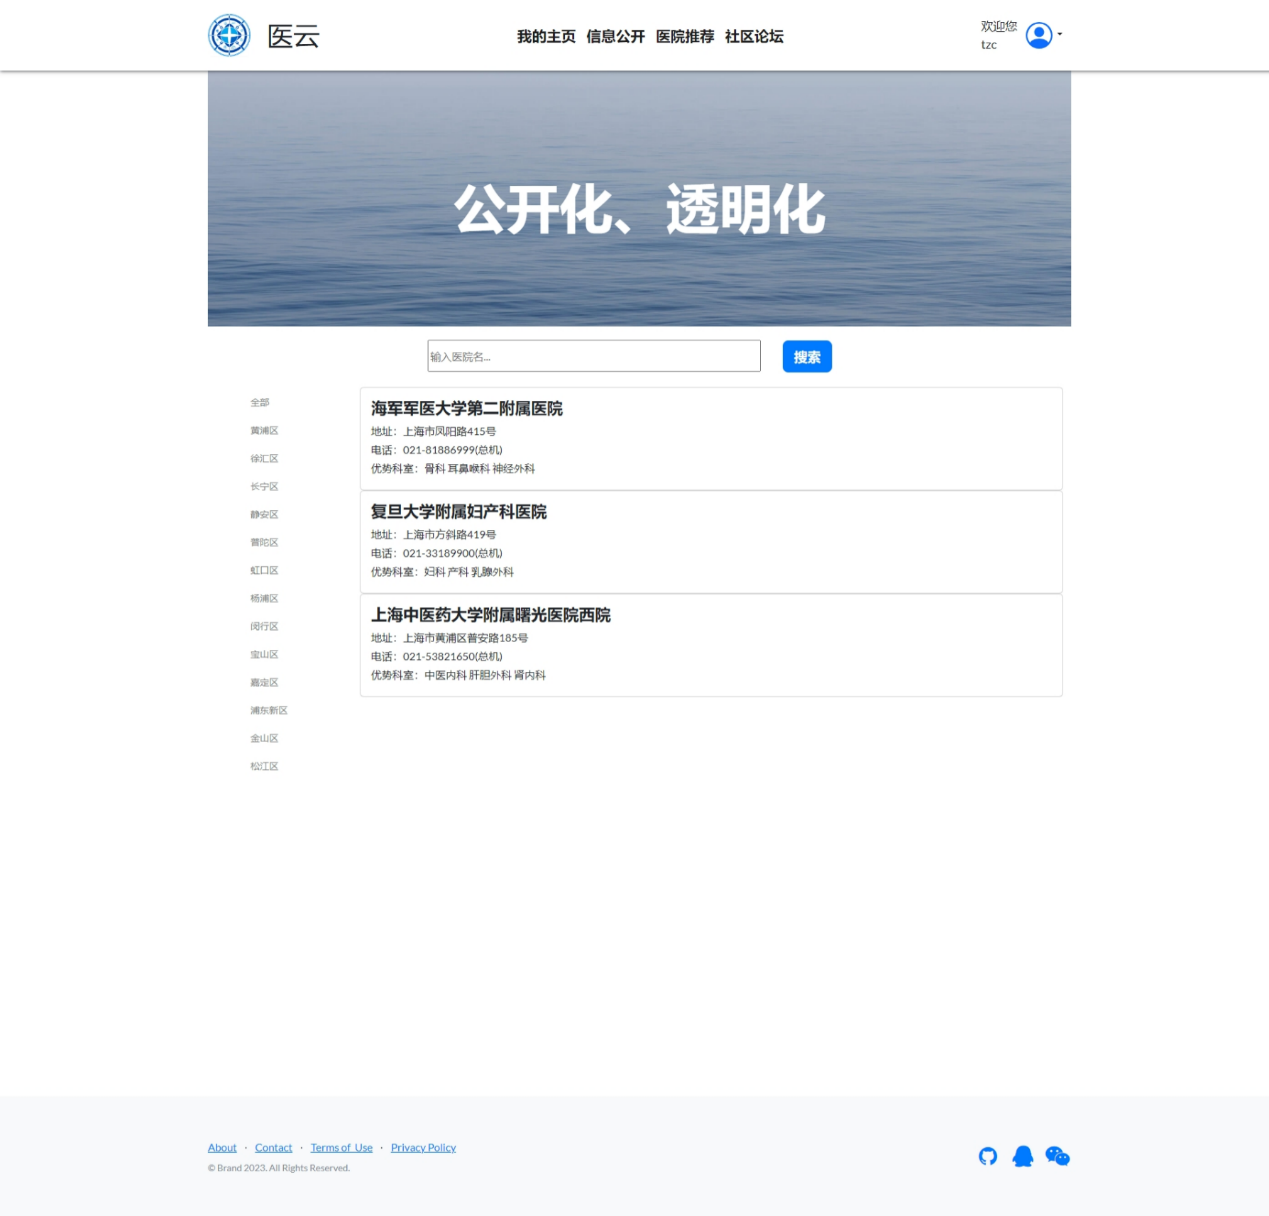 医云
我的主页 信息公开 医院推荐 社区论坛
欢迎您
tzc
公开化、透明化
输入医院名...
搜索
全部
黄浦区
徐汇区
长宁区
静安区
普陀区
虹口区
杨浦区
闵行区
宝山区
嘉定区
浦东新区
金山区
松江区
海军军医大学第二附属医院
地址：上海市凤阳路415号
电话：021-81886999(总机)
优势科室：骨科 耳鼻喉科 神经外科
复旦大学附属妇产科医院
地址：上海市方斜路419号
电话：021-33189900(总机)
优势科室：妇科 产科 乳腺外科
上海中医药大学附属曙光医院西院
地址：上海市黄浦区普安路185号
电话：021-53821650(总机)
优势科室：中医内科 肝胆外科 肾内科
About · Contact · Terms of Use · Privacy Policy
© Brand 2023. All Rights Reserved.